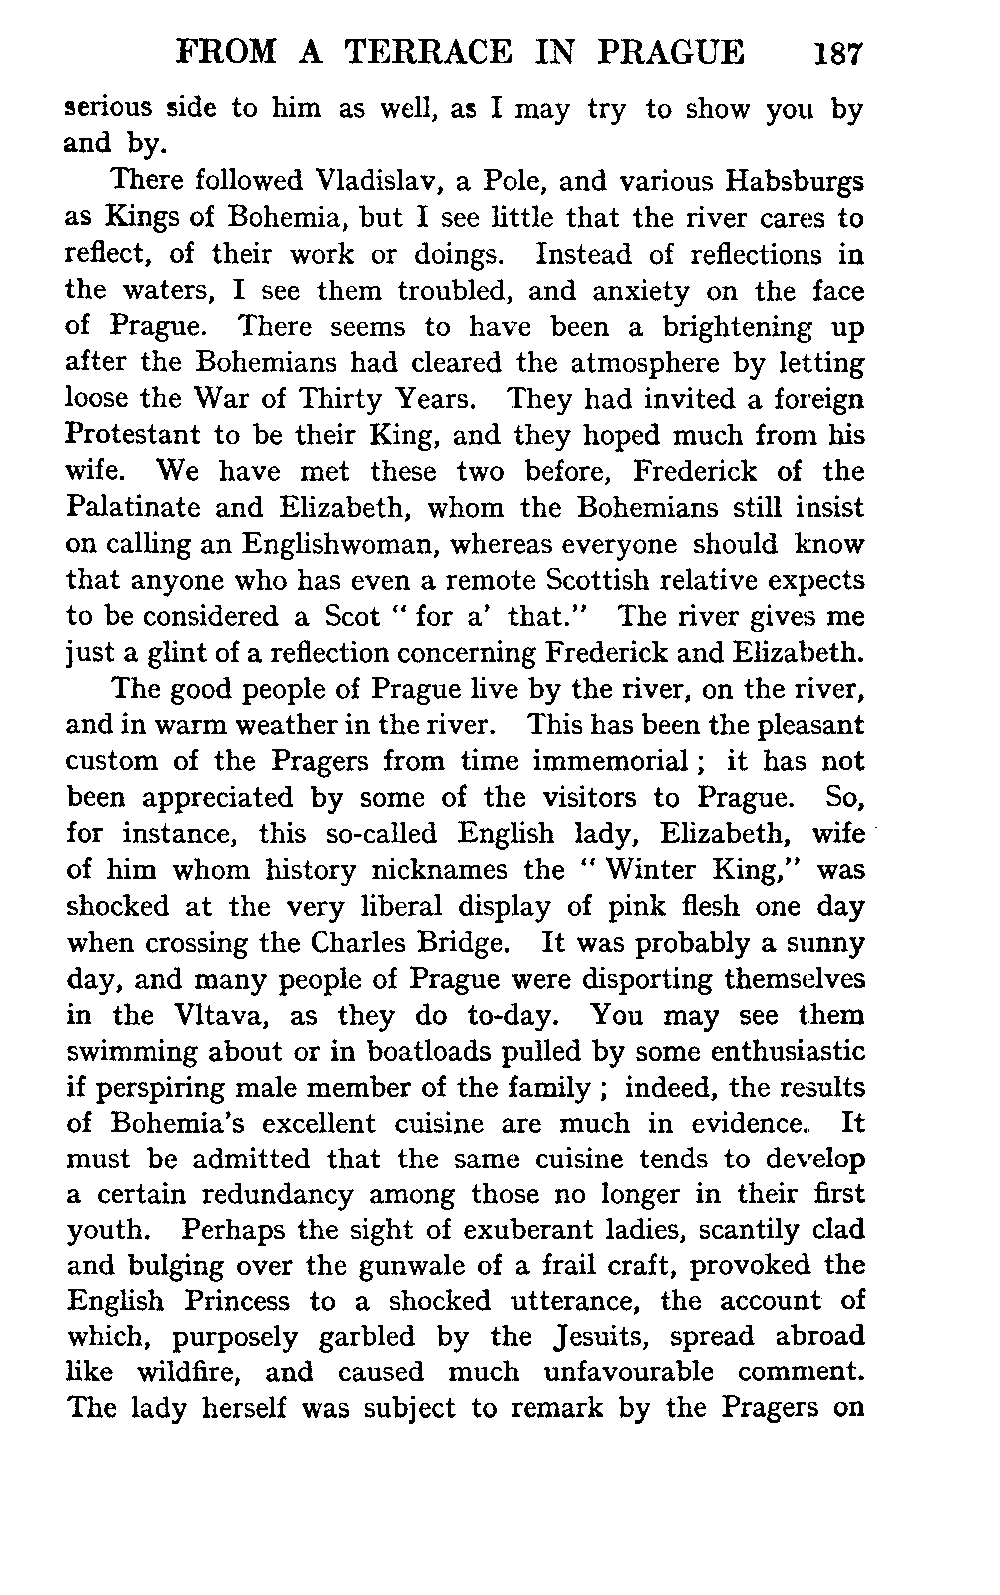 FROM A TERRACE IN PRAGUE 187
serious side to him as well, as I may try to show you by
and by.
There followed Vladislav, a Pole, and various Habsburgs
as Kings of Bohemia, but I see little that the river cares to
reflect, of their work or doings. Instead of reflections in
the waters, I see them troubled, and anxiety on the face
of Prague. There seems to have been a brightening up
after the Bohemians had cleared the atmosphere by letting
loose the War of Thirty Years. They had invited a foreign
Protestant to be their King, and they hoped much from his
wife. We have met these two before, Frederick of the
Palatinate and Elizabeth, whom the Bohemians still insist
on calling an Englishwoman, whereas everyone should know
that anyone who has even a remote Scottish relative expects
to be considered a Scot “ for a’ that.” The river gives me
just a glint of a reflection concerning Frederick and Elizabeth.
The good people of Prague live by the river, on the river,
and in warm weather in the river. This has been the pleasant
custom of the Pragers from time immemorial ; it has not
been appreciated by some of the visitors to Prague. So,
for instance, this so-called English lady, Elizabeth, wife
of him whom history nicknames the “ Winter King,” was
shocked at the very liberal display of pink flesh one day
when crossing the Charles Bridge. It was probably a sunny
day, and many people of Prague were disporting themselves
in the Vltava, as they do to-day. You may see them
swimming about or in boatloads pulled by some enthusiastic
if perspiring male member of the family ; indeed, the results
of Bohemia’s excellent cuisine are much in evidence. It
must be admitted that the same cuisine tends to develop
a certain redundancy among those no longer in their first
youth. Perhaps the sight of exuberant ladies, scantily clad
and bulging over the gunwale of a frail craft, provoked the
English Princess to a shocked utterance, the account of
which, purposely garbled by the Jesuits, spread abroad
like wildfire, and caused much unfavourable comment.
The lady herself was subject to remark by the Pragers on